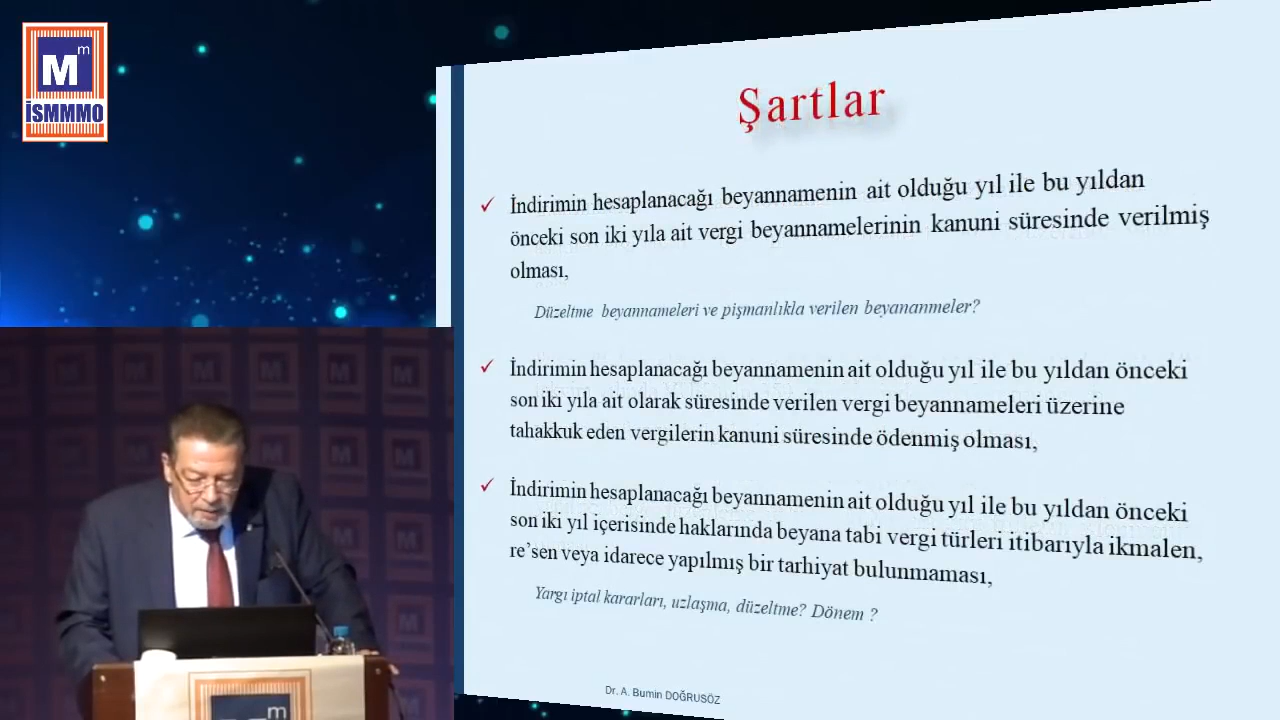 Mm
İSMMMO
Şartlar
✓ İndirimin hesaplanacağı beyannamenin ait olduğu yıl ile bu yıldan
önceki son iki yıla ait vergi beyannamelerinin kanuni süresinde verilmiş
olması,
Düzeltme beyannameleri ve pişmanlıkla verilen beyananmeler?
✓ İndirimin hesaplanacağı beyannamenin ait olduğu yıl ile bu yıldan önceki
son iki yıla ait olarak süresinde verilen vergi beyannameleri üzerine
tahakkuk eden vergilerin kanuni süresinde ödenmiş olması,
✓ İndirimin hesaplanacağı beyannamenin ait olduğu yıl ile bu yıldan önceki
son iki yıl içerisinde haklarında beyana tabi vergi türleri itibarıyla ikmalen,
re’sen veya idarece yapılmış bir tarhiyat bulunmaması,
Yargı iptal kararları, uzlaşma, düzeltme? Dönem ?
Dr. A. Bumin DOĞRUSÖZ